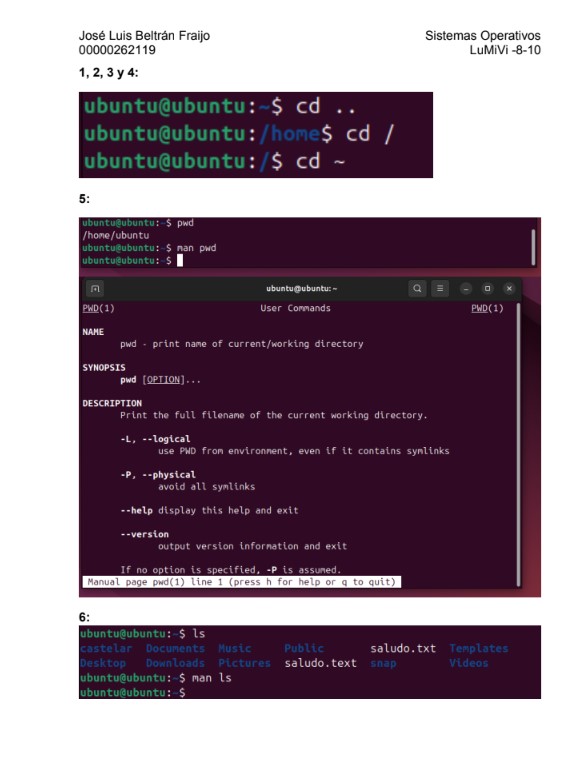 José Luis Beltrán Fraijo Sistemas Operativos
00000262119 LuMiVi -8-10
1, 2, 3 y 4:
ubuntu@ubuntu:~$ cd ..
ubuntu@ubuntu:/home$ cd /
ubuntu@ubuntu:/$ cd ~
5:
ubuntu@ubuntu:~$ pwd
/home/ubuntu
ubuntu@ubuntu:~$ man pwd
ubuntu@ubuntu:~$
ubuntu@ubuntu: ~
PWD(1) User Commands PWD(1)
NAME
pwd - print name of current/working directory
SYNOPSIS
pwd [OPTION]...
DESCRIPTION
Print the full filename of the current working directory.
-L, --logical
use PWD from environment, even if it contains symlinks
-P, --physical
avoid all symlinks
--help display this help and exit
--version
output version information and exit
If no option is specified, -P is assumed.
Manual page pwd(1) line 1 (press h for help or q to quit)
6:
ubuntu@ubuntu:~$ ls
castelar Documents Music Public saludo.txt Templates
Desktop Downloads Pictures saludo.text snap Videos
ubuntu@ubuntu:~$ man ls
ubuntu@ubuntu:~$